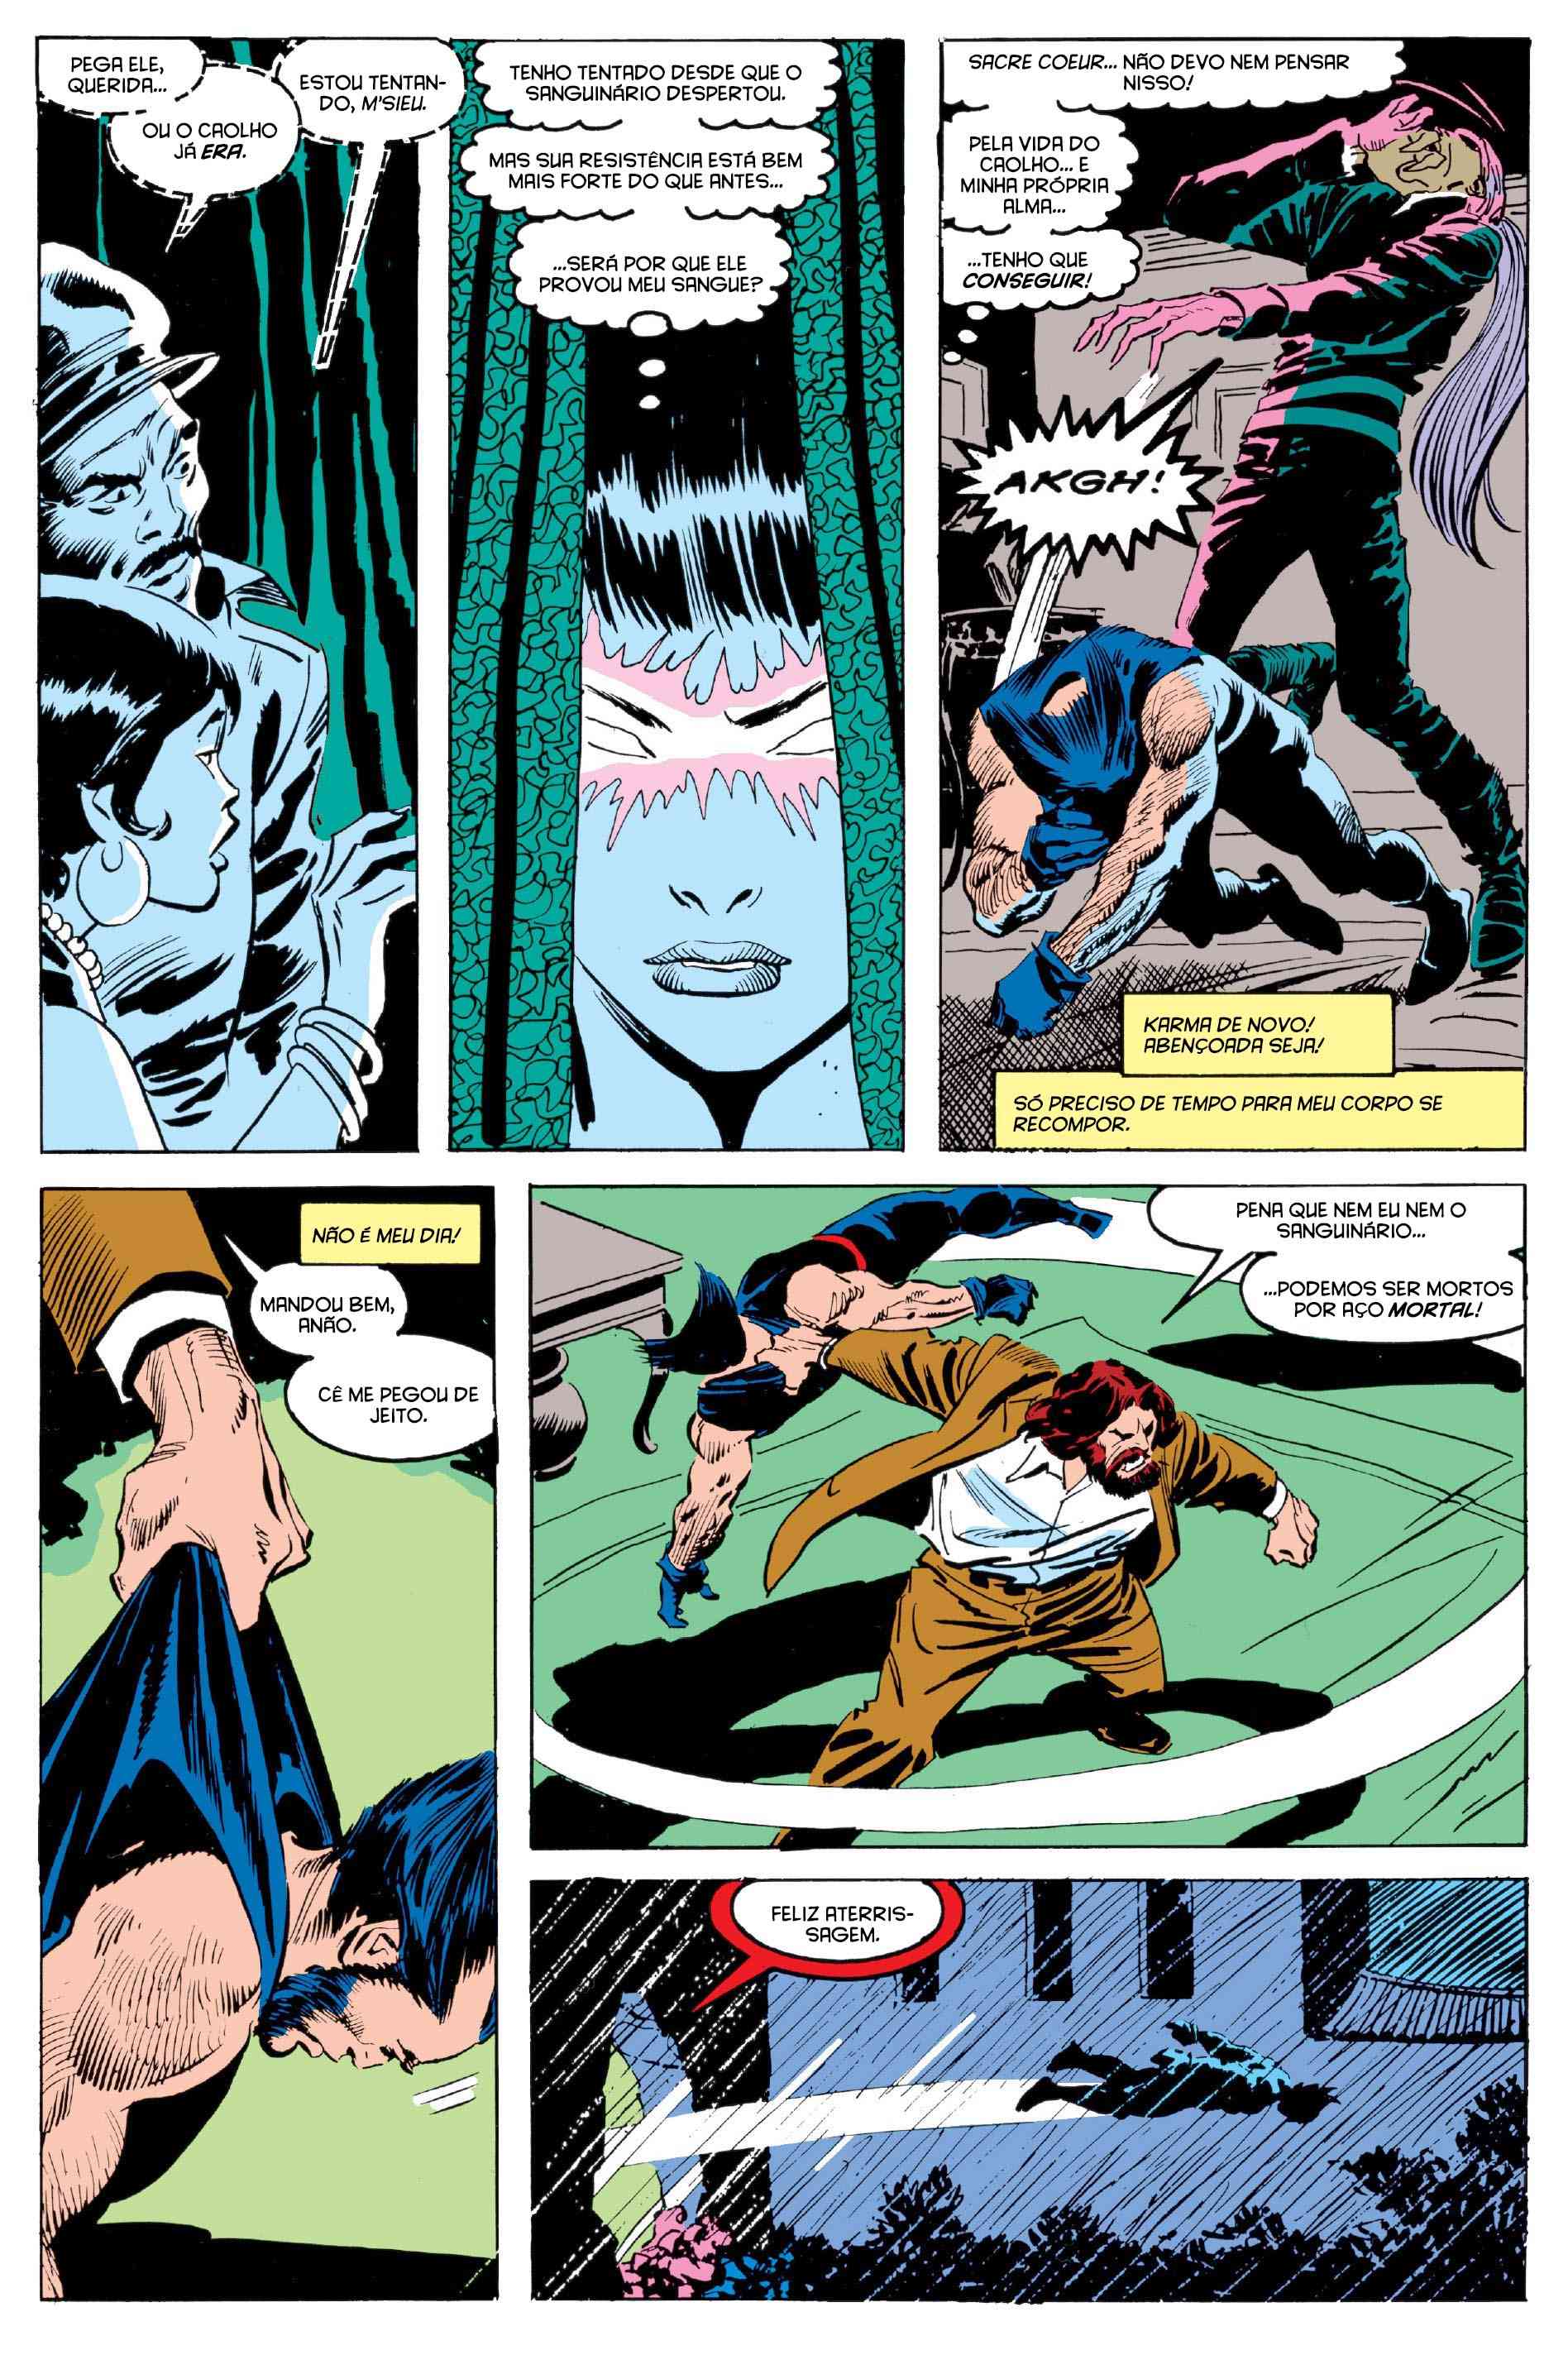 PEGA ELE,
QUERIDA...
OU O CAOLHO
JÁ ERA.
ESTOU TENTAN-
DO, M'SIEU.
TENHO TENTADO DESDE QUE O
SANGUINÁRIO DESPERTOU.
MAS SUA RESISTÊNCIA ESTÁ BEM
MAIS FORTE DO QUE ANTES...
...SERÁ POR QUE ELE
PROVOU MEU SANGUE?
SACRE COEUR... NÃO DEVO NEM PENSAR
NISSO!
PELA VIDA DO
CAOLHO... E
MINHA PRÓPRIA
ALMA...
...TENHO QUE
CONSEGUIR!
AKGH!
KARMA DE NOVO!
ABENÇOADA SEJA!
SÓ PRECISO DE TEMPO PARA MEU CORPO SE
RECOMPOR.
NÃO É MEU DIA!
MANDOU BEM,
ANÃO.
CÊ ME PEGOU DE
JEITO.
PENA QUE NEM EU NEM O
SANGUINÁRIO...
...PODEMOS SER MORTOS
POR AÇO MORTAL!
FELIZ ATERRIS-
SAGEM.